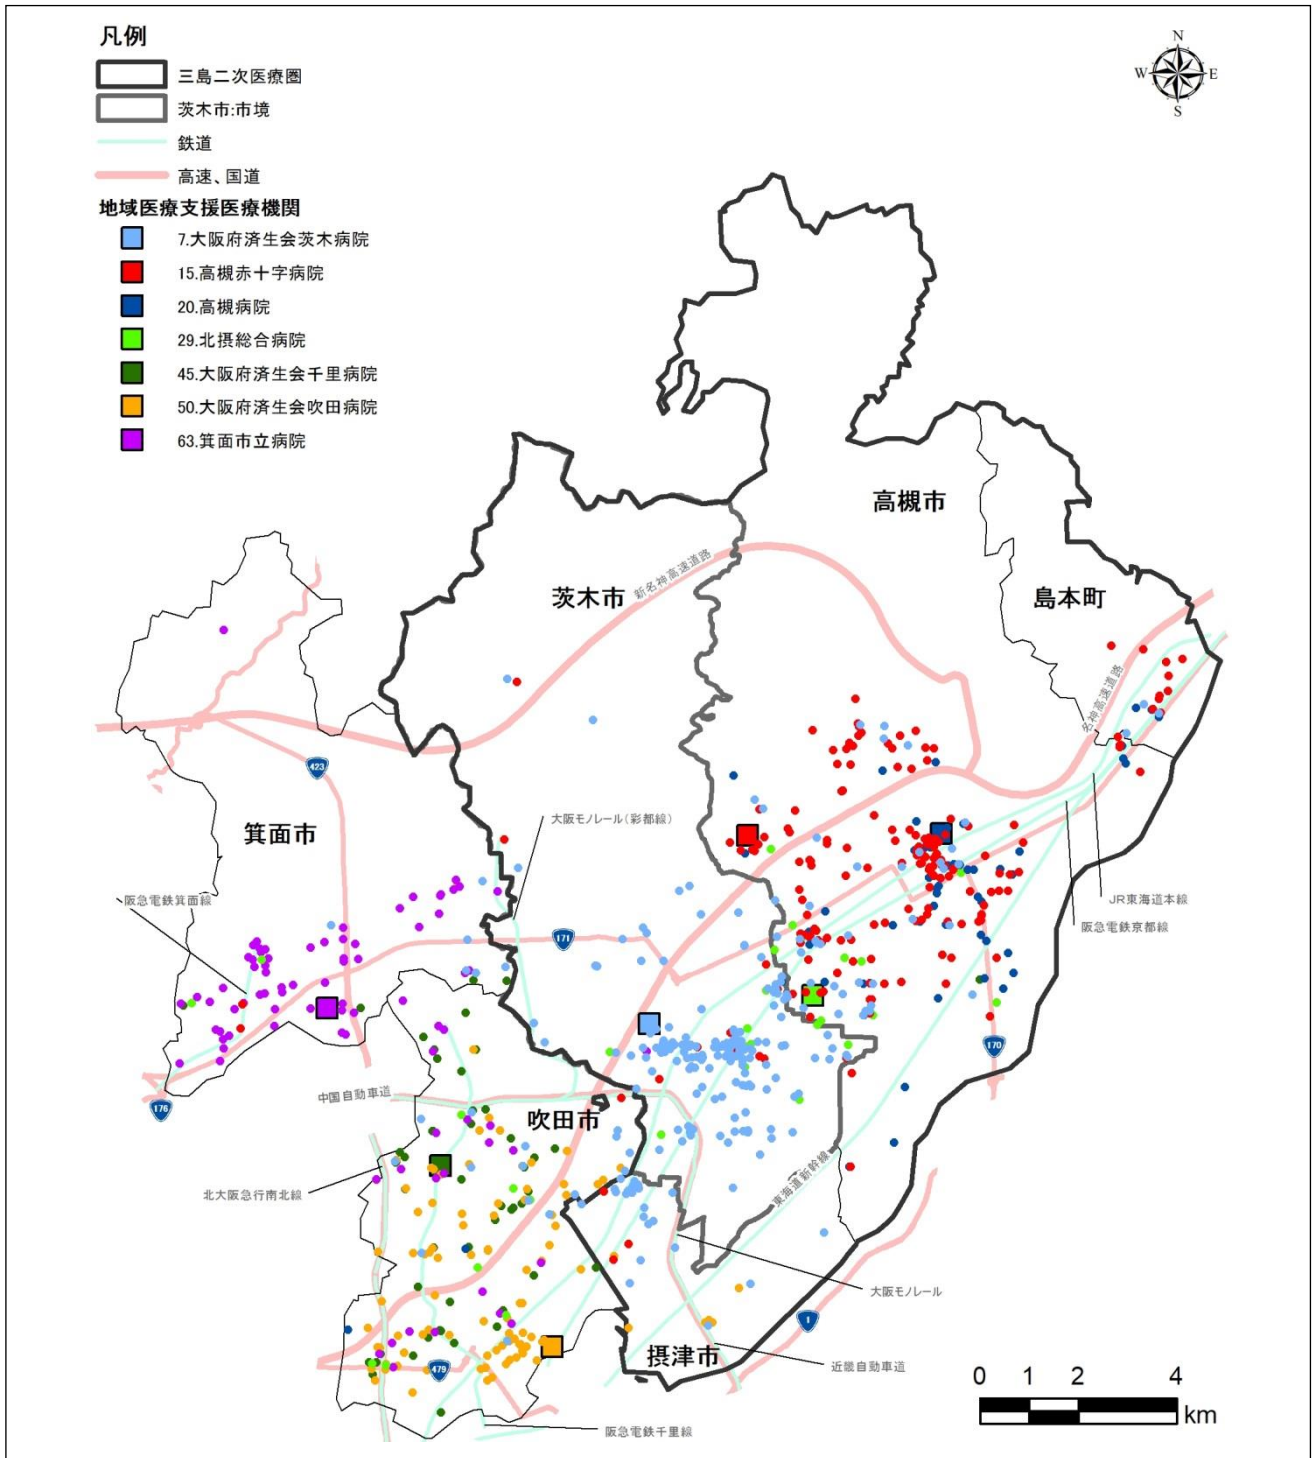 凡例
三島二次医療圏
茨木市:市境
鉄道
高速、国道
地域医療支援医療機関
7.大阪府済生会茨木病院
15.高槻赤十字病院
20.高槻病院
29.北摂総合病院
45.大阪府済生会千里病院
50.大阪府済生会吹田病院
63.箕面市立病院
N
W
E
S
高槻市
茨木市
新名神高速道路
島本町
名神高速道路
423
箕面市
大阪モノレール(彩都線)
阪急電鉄箕面線
JR東海道本線
阪急電鉄京都線
171
170
中国自動車道
176
吹田市
北大阪急行南北線
東海道新幹線
大阪モノレール
1
摂津市
近畿自動車道
479
阪急電鉄千里線
0 1 2 4
km